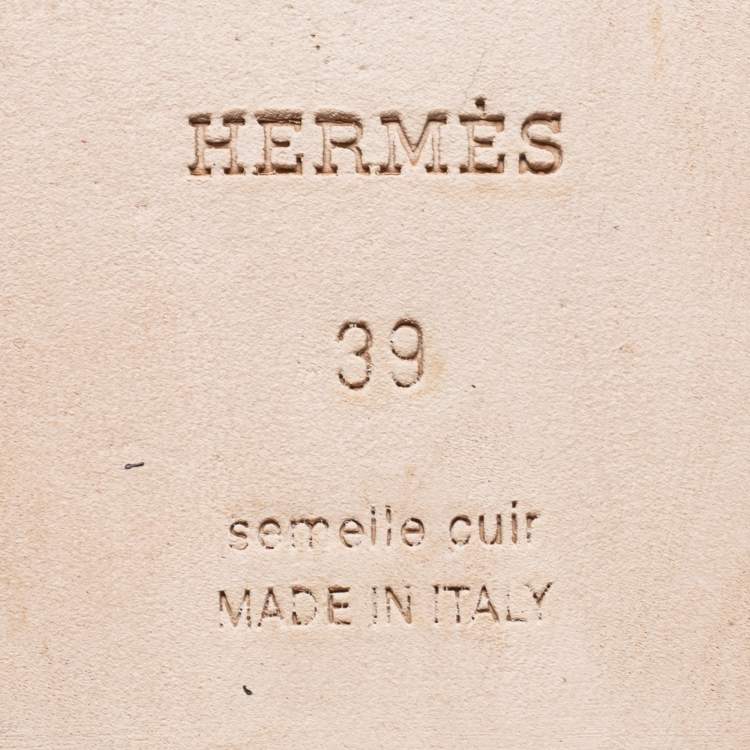 HERMÈS
39
semelle cuir
MADE IN ITALY